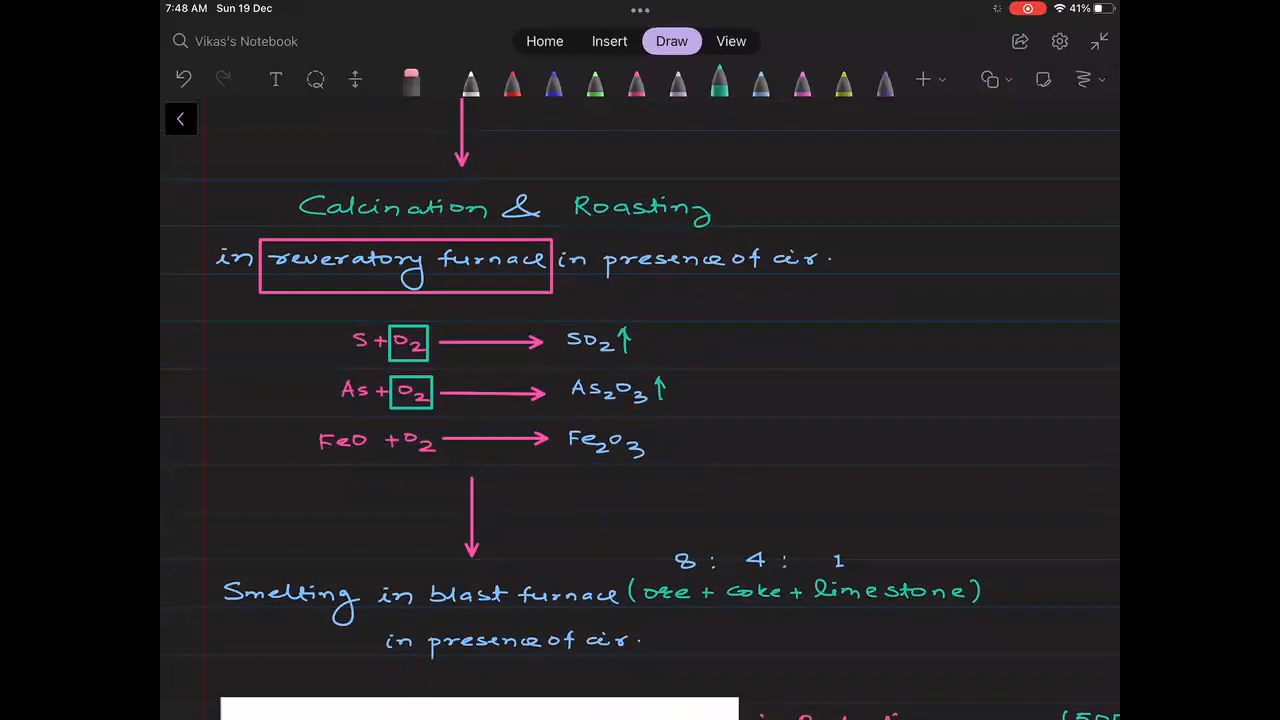 7:48 AM Sun 19 Dec
41%
Vikas's Notebook
Home Insert Draw View
Calcination & Roasting
in reveratory furnace in presence of air.
S + O2 → SO2↑
As + O2 → As2O3↑
FeO + O2 → Fe2O3
8 : 4 : 1
Smelting in blast furnace (ore + coke + limestone)
in presence of air.